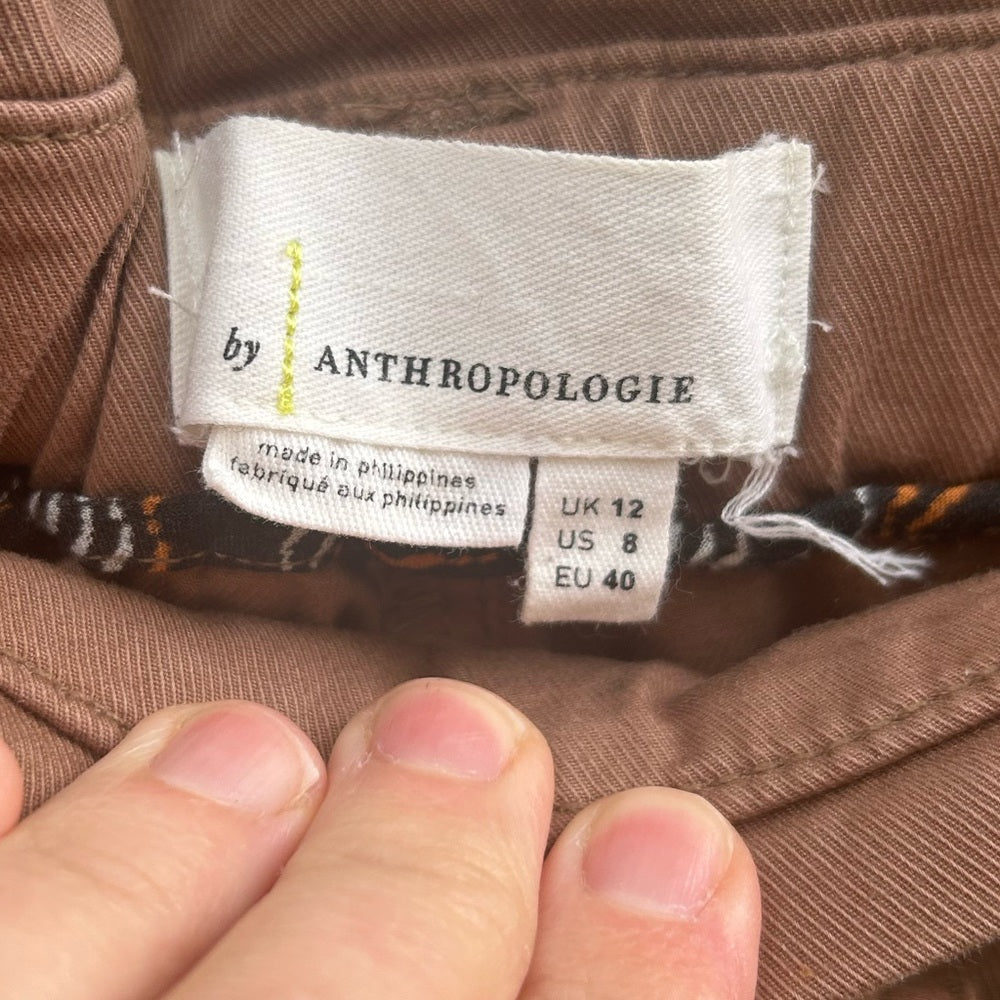 by | ANTHROPOLOGIE
made in philippines
fabriqué aux philippines
UK 12
US 8
EU 40